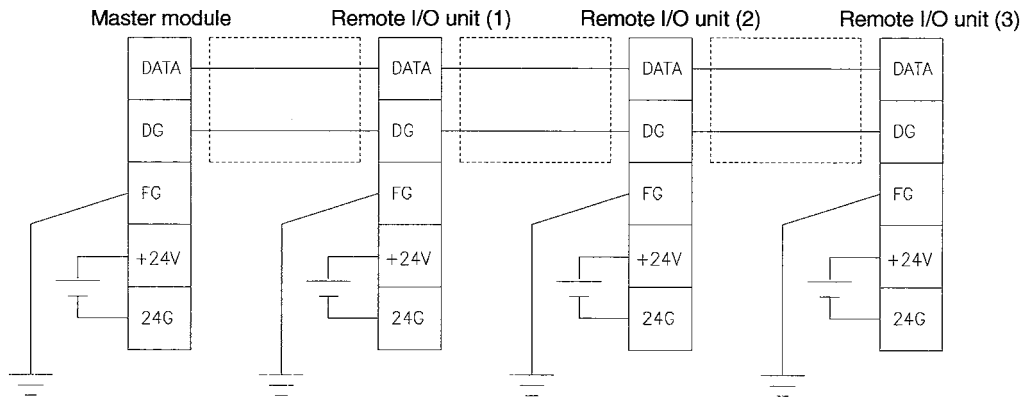 Master module Remote I/O unit (1) Remote I/O unit (2) Remote I/O unit (3)
DATA DATA DATA DATA
DG DG DG DG
FG FG FG FG
+24V +24V +24V +24V
24G 24G 24G 24G